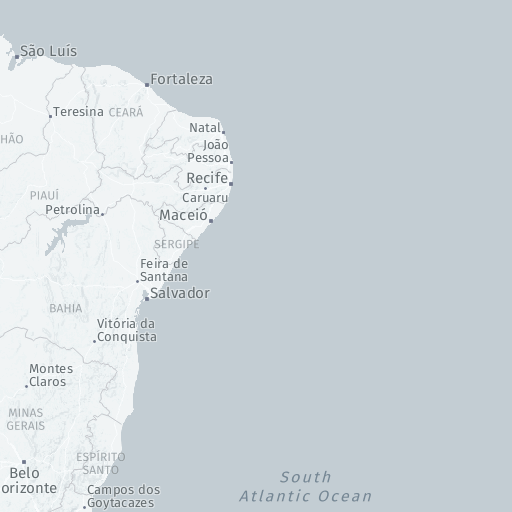 São Luís
Fortaleza
Teresina
CEARÁ
Natal
HÃO
João
Pessoa
Recife
PIAUÍ
Caruaru
Petrolina
Maceió
SERGIPE
Feira de
Santana
Salvador
BAHIA
Vitória da
Conquista
Montes
Claros
MINAS
GERAIS
ESPÍRITO
SANTO
Belo
orizonte
South
Atlantic Ocean
Campos dos
Goytacazes